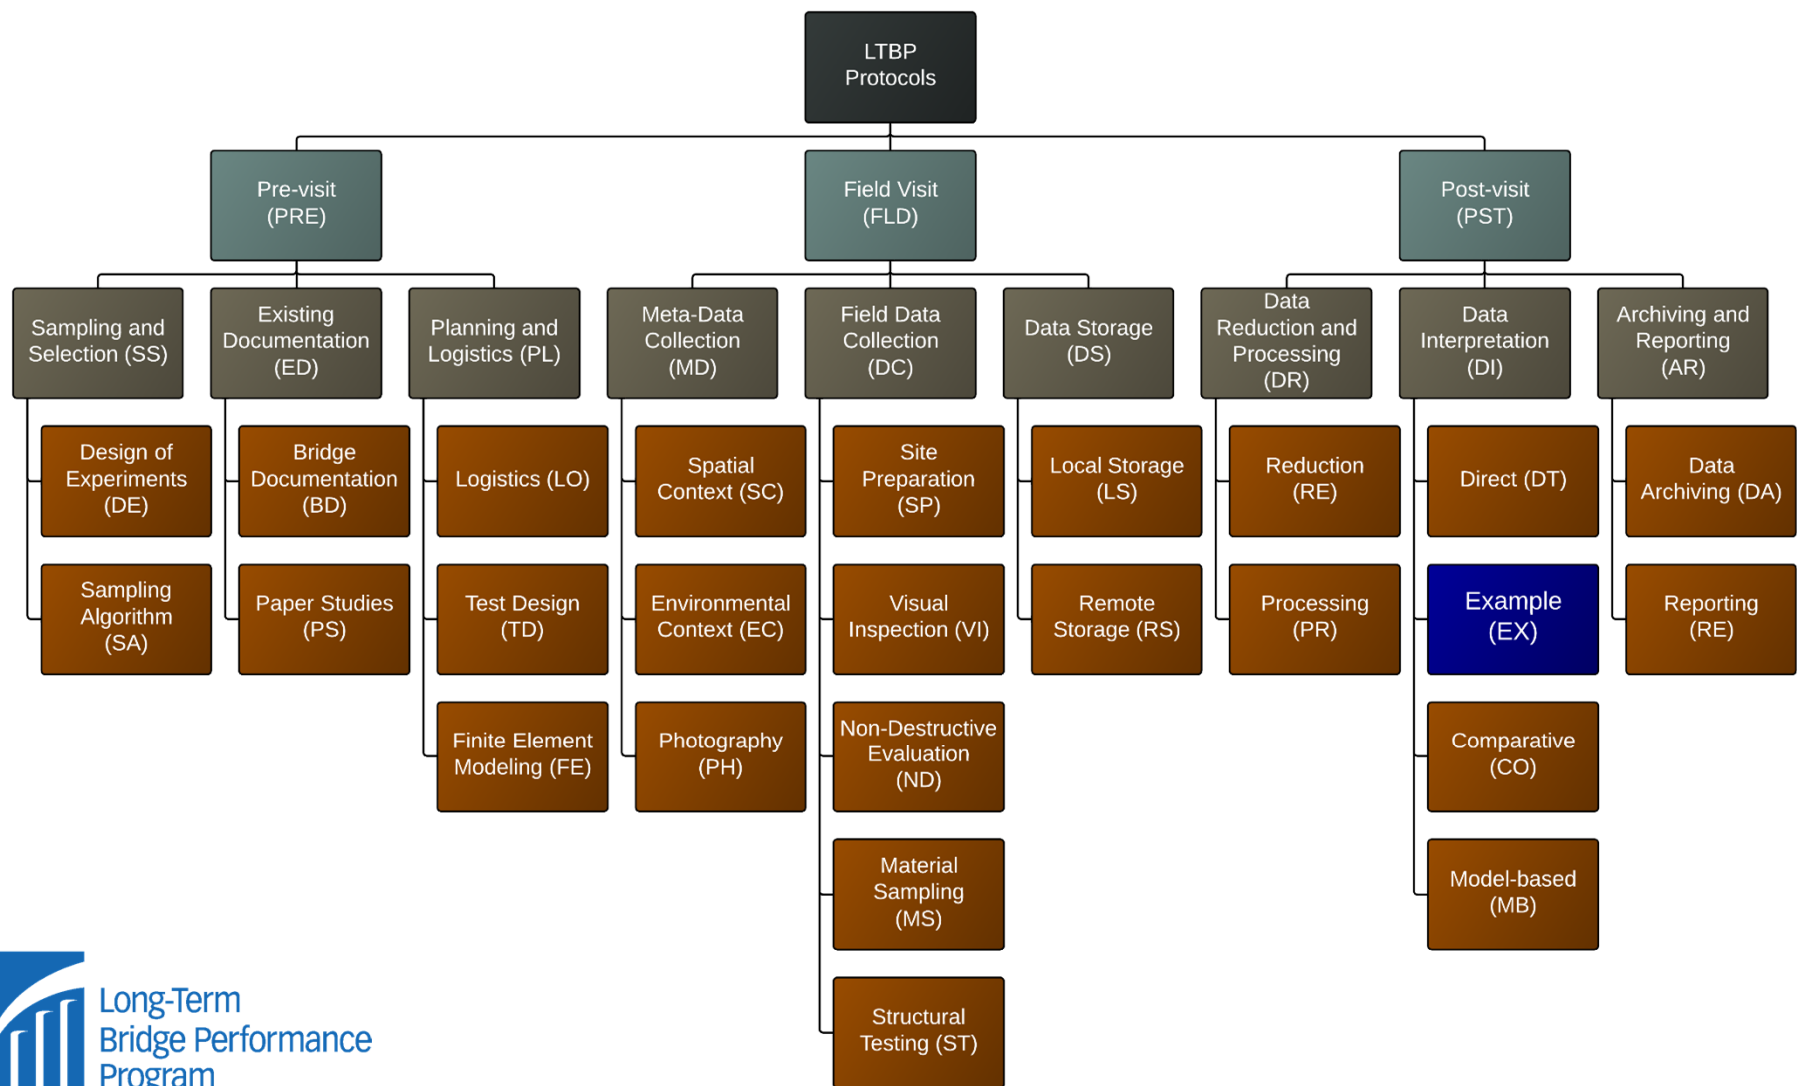 LTBP
Protocols
Pre-visit
(PRE)
Field Visit
(FLD)
Post-visit
(PST)
Sampling and
Selection (SS)
Existing
Documentation
(ED)
Planning and
Logistics (PL)
Meta-Data
Collection
(MD)
Field Data
Collection
(DC)
Data Storage
(DS)
Data
Reduction and
Processing
(DR)
Data
Interpretation
(DI)
Archiving and
Reporting
(AR)
Design of
Experiments
(DE)
Bridge
Documentation
(BD)
Logistics (LO)
Spatial
Context (SC)
Site
Preparation
(SP)
Local Storage
(LS)
Reduction
(RE)
Direct (DT)
Data
Archiving (DA)
Sampling
Algorithm
(SA)
Paper Studies
(PS)
Test Design
(TD)
Environmental
Context (EC)
Visual
Inspection (VI)
Remote
Storage (RS)
Processing
(PR)
Example
(EX)
Reporting
(RE)
Finite Element
Modeling (FE)
Photography
(PH)
Non-Destructive
Evaluation
(ND)
Comparative
(CO)
Material
Sampling
(MS)
Model-based
(MB)
Structural
Testing (ST)
Long-Term
Bridge Performance
Program